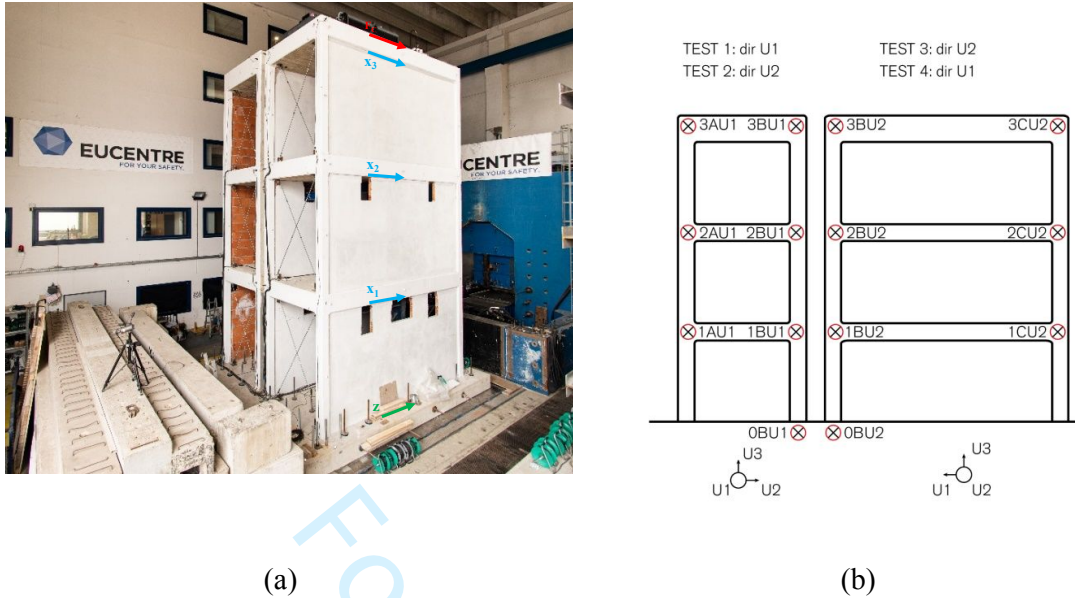 x3
x2
x1
z
EUCENTRE
FOR YOUR SAFETY.
CENTRE
FOR YOUR SAFETY.
TEST 1: dir U1
TEST 2: dir U2
TEST 3: dir U2
TEST 4: dir U1
3AU1 3BU1 3BU2 3CU2
2AU1 2BU1 2BU2 2CU2
1AU1 1BU1 1BU2 1CU2
0BU1 0BU2
U3
U1 U2
U3
U1 U2
FO
(a)
(b)